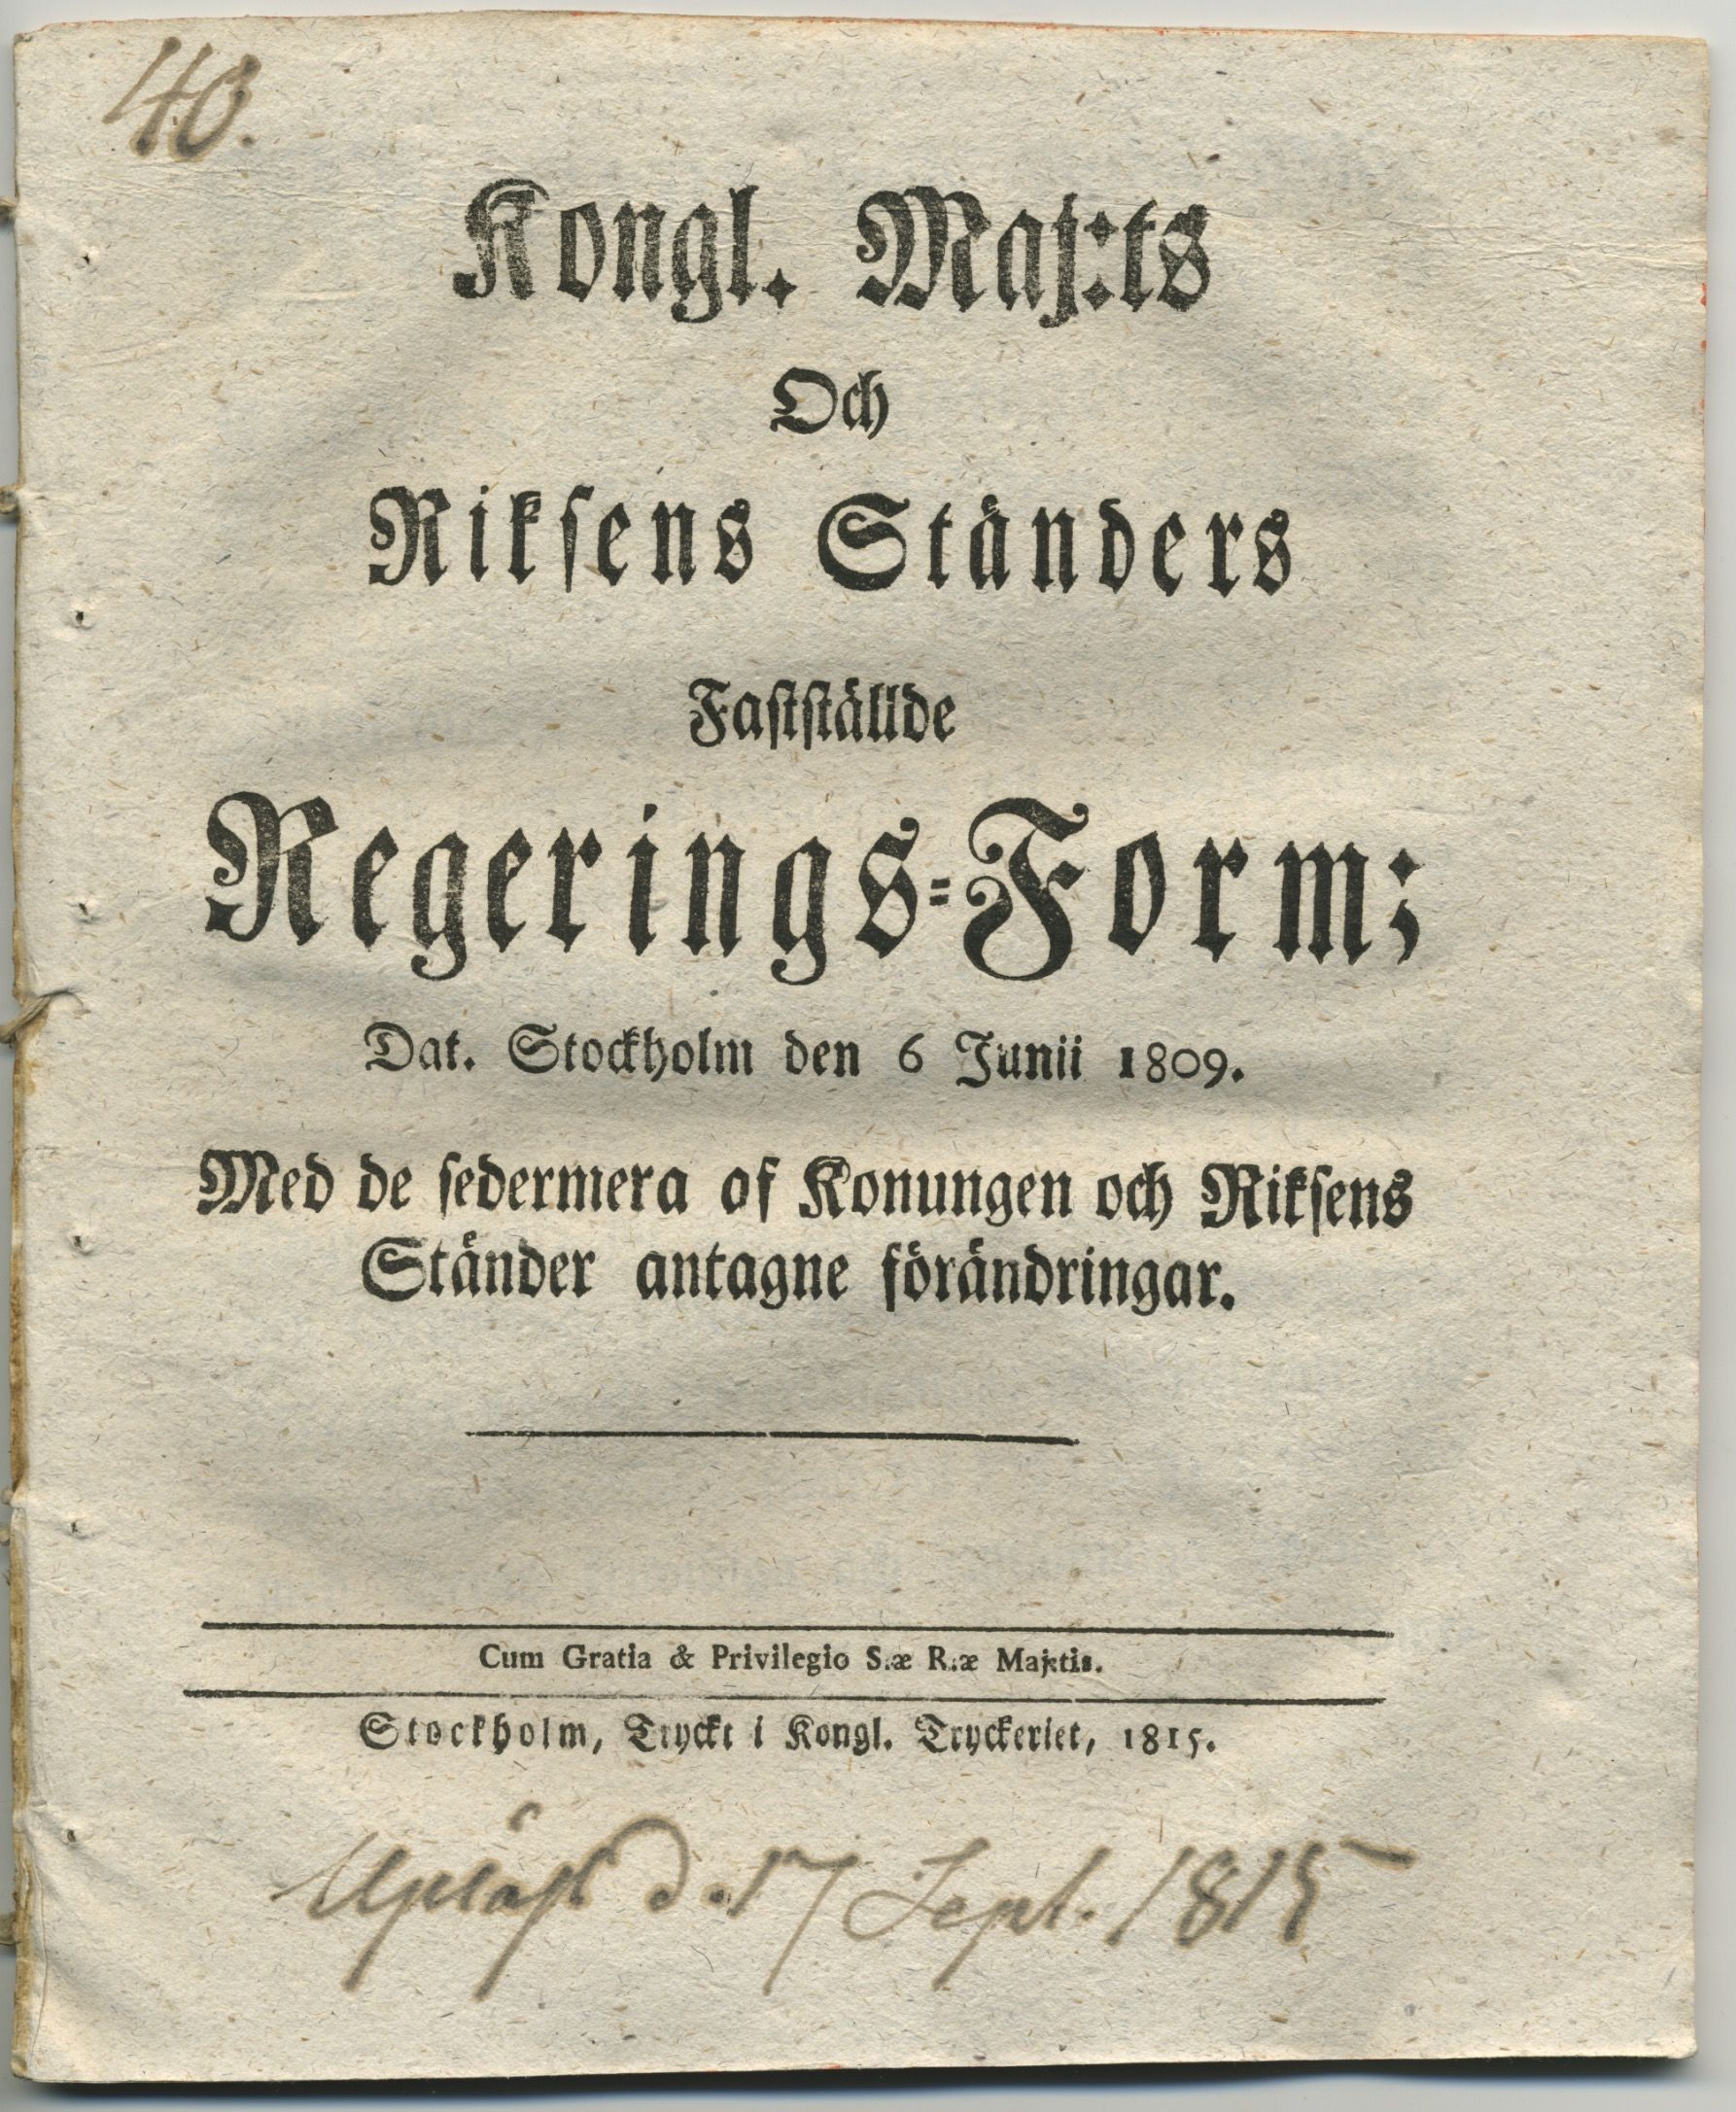 40.
Kongl. Maj:ts
Och
Riksens Ständers
Fastställde
Regerings-Form;
Dat. Stockholm den 6 Junii 1809.
Med de sedermera af Konungen och Riksens
Ständer antagne förändringar.
Cum Gratia & Privilegio S:æ R:æ Maj:tis.
Stockholm, Tryckt i Kongl. Tryckeriet, 1815.
Upläst d. 17 Sept. 1815